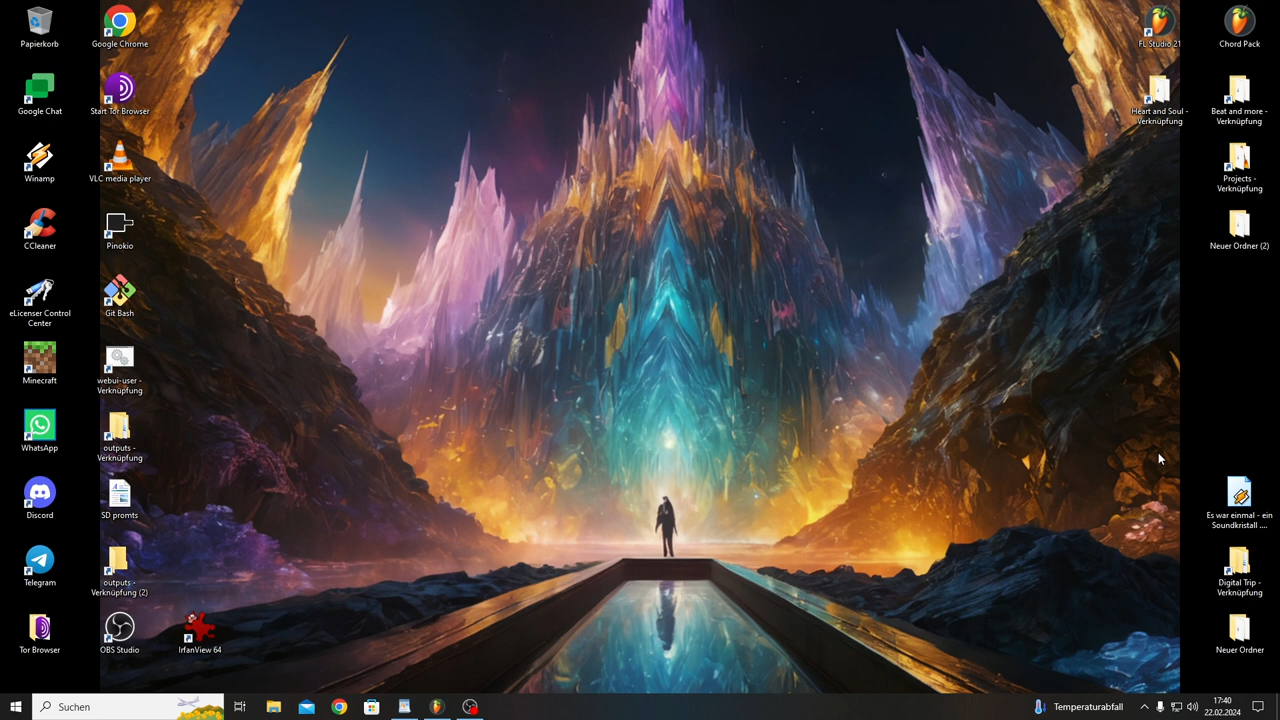 Papierkorb
Google Chrome
FL Studio 21
Chord Pack
Google Chat
Start Tor Browser
Heart and Soul -
Verknüpfung
Beat and more -
Verknüpfung
Winamp
VLC media player
Projects -
Verknüpfung
CCleaner
Pinokio
Neuer Ordner (2)
eLicenser Control
Center
Git Bash
Minecraft
webui-user -
Verknüpfung
WhatsApp
outputs -
Verknüpfung
Discord
SD promts
Es war einmal - ein
Soundkristall ....
Telegram
outputs -
Verknüpfung (2)
Digital Trip -
Verknüpfung
Tor Browser
OBS Studio
IrfanView 64
Neuer Ordner
Suchen
Temperaturabfall
17:40
22.02.2024